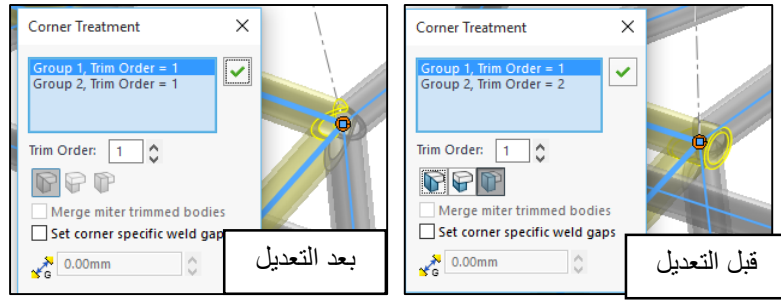 Corner Treatment
Group 1, Trim Order = 1
Group 2, Trim Order = 1
Trim Order: 1
Merge miter trimmed bodies
Set corner specific weld gaps
G 0.00mm
بعد التعديل
Corner Treatment
Group 1, Trim Order = 1
Group 2, Trim Order = 2
Trim Order: 1
Merge miter trimmed bodies
Set corner specific weld gaps
G 0.00mm
قبل التعديل